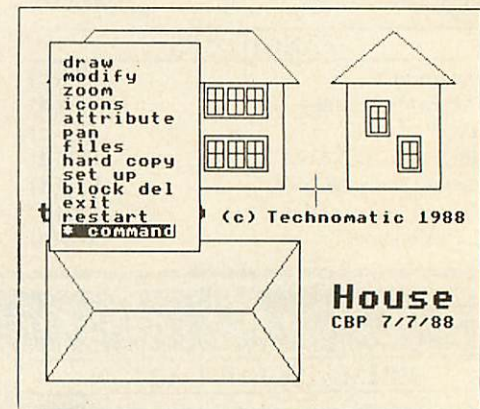 draw
modify
zoom
icons
attribute
pan
files
hard copy
set up
block del
exit
restart
* command
(c) Technomatic 1988
House
CBP 7/7/88